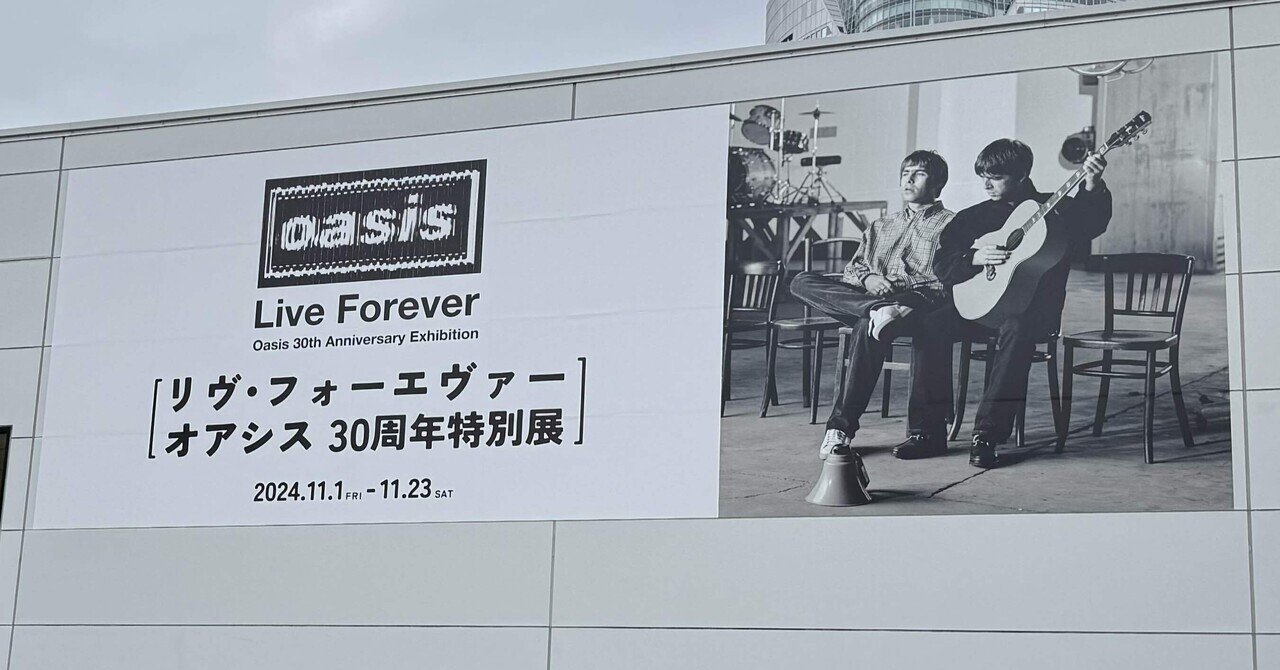 oasis
Live Forever
Oasis 30th Anniversary Exhibition
リヴ・フォーエヴァー
オアシス 30周年特別展
2024.11.1 FRI - 11.23 SAT